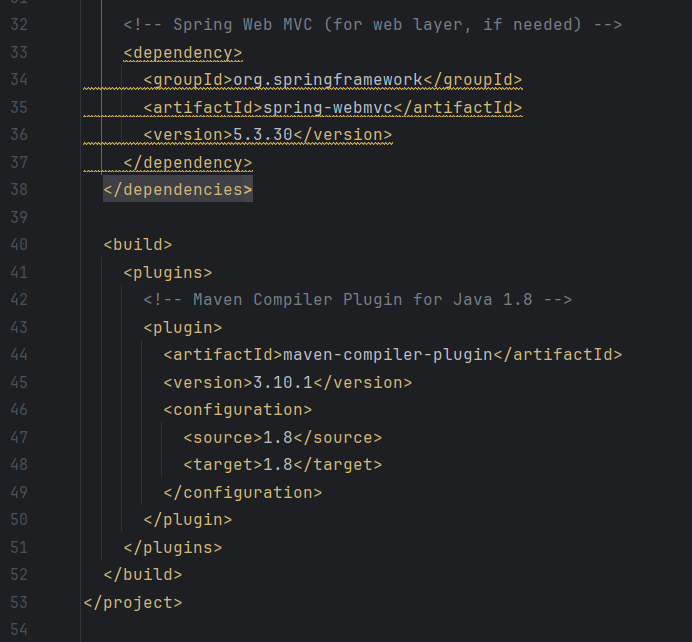 32 <!-- Spring Web MVC (for web layer, if needed) -->
33 <dependency>
34 <groupId>org.springframework</groupId>
35 <artifactId>spring-webmvc</artifactId>
36 <version>5.3.30</version>
37 </dependency>
38 </dependencies>
39
40 <build>
41 <plugins>
42 <!-- Maven Compiler Plugin for Java 1.8 -->
43 <plugin>
44 <artifactId>maven-compiler-plugin</artifactId>
45 <version>3.10.1</version>
46 <configuration>
47 <source>1.8</source>
48 <target>1.8</target>
49 </configuration>
50 </plugin>
51 </plugins>
52 </build>
53 </project>
54